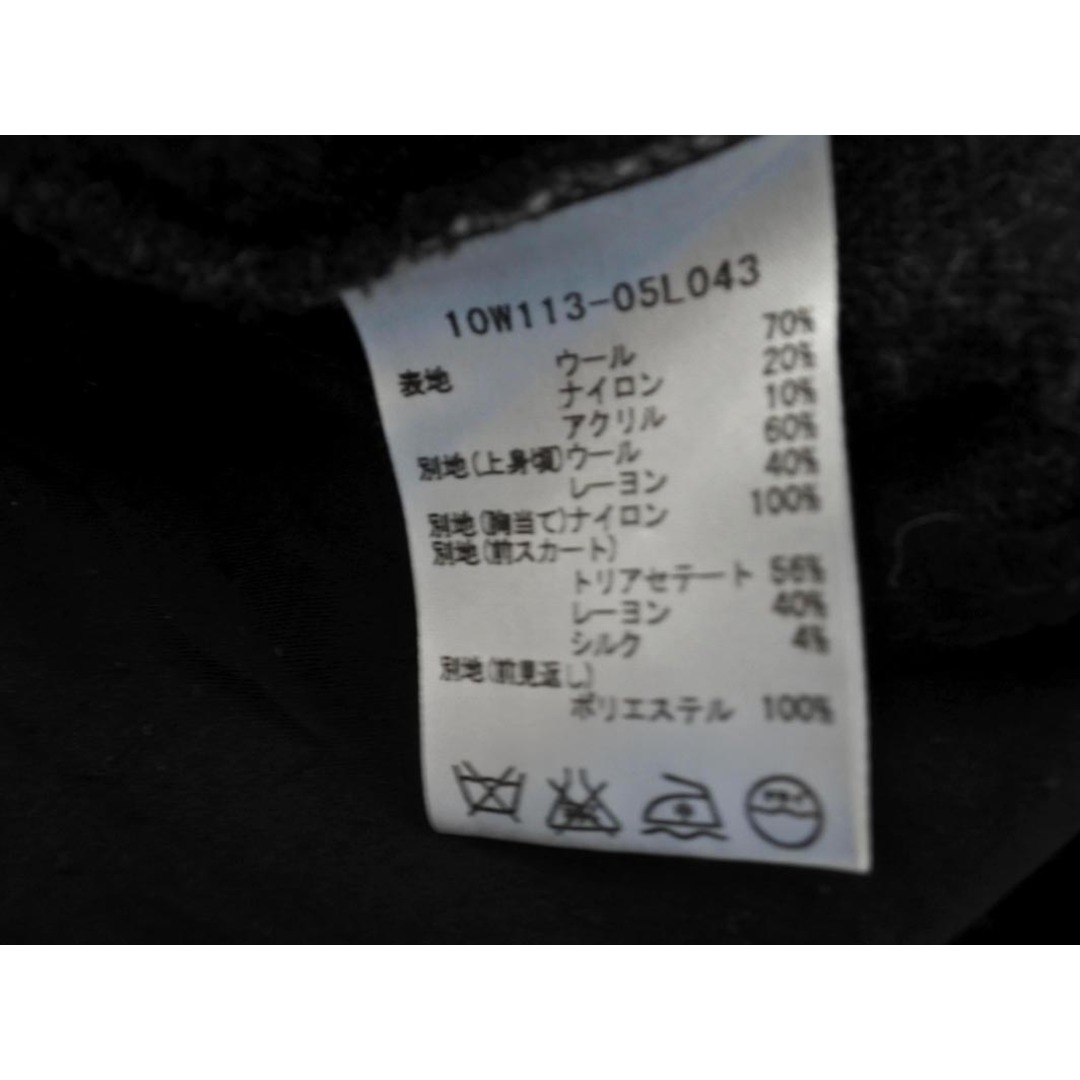 10W113-05L043
表地 ウール 70%
ナイロン 20%
アクリル 10%
別地(上身頃)ウール 60%
レーヨン 40%
別地(胸当て)ナイロン 100%
別地(前スカート)
トリアセテート 56%
レーヨン 40%
シルク 4%
別地(前見返し)
ポリエステル 100%